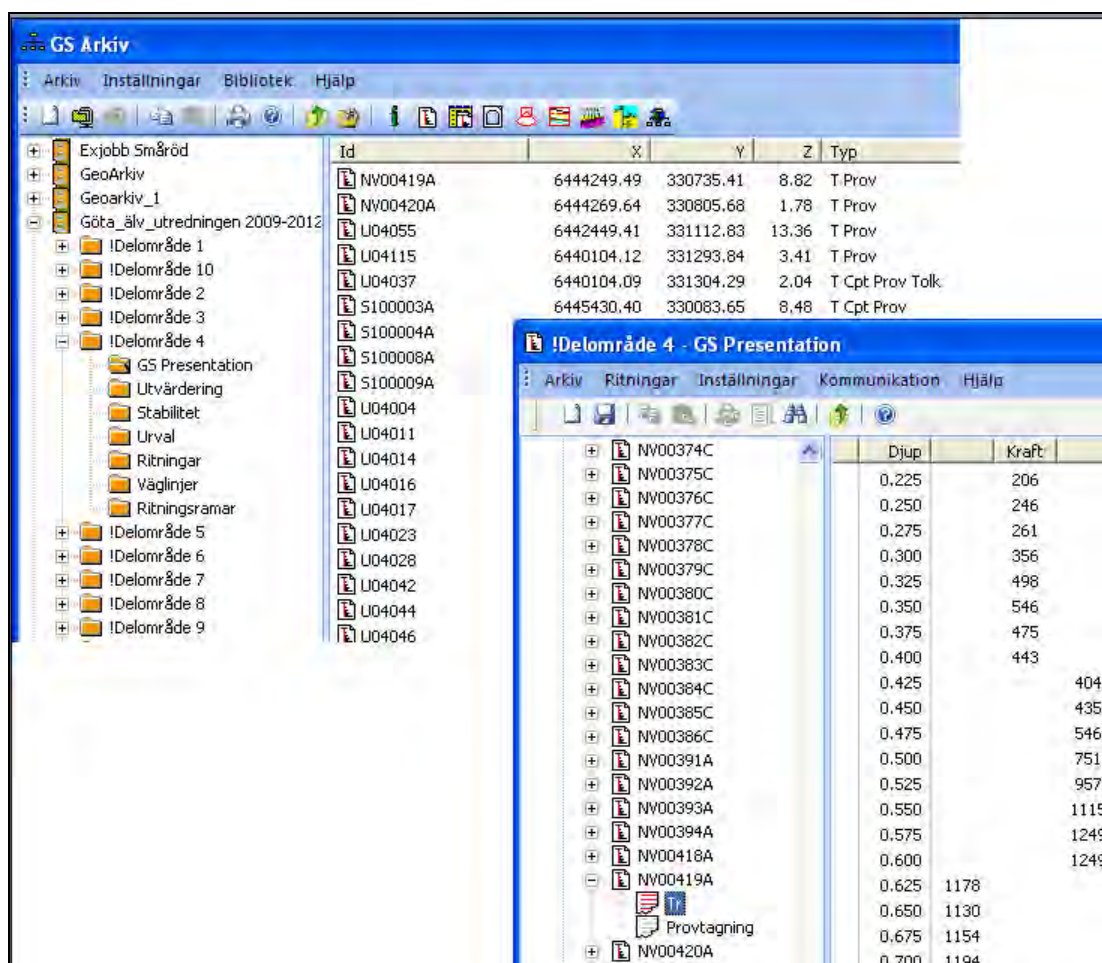 GS Arkiv
Arkiv Inställningar Bibliotek Hjälp
Exjobb Småröd
GeoArkiv
Geoarkiv_1
Göta_älv_utredningen 2009-2012
!Delområde 1
!Delområde 10
!Delområde 2
!Delområde 3
!Delområde 4
GS Presentation
Utvärdering
Stabilitet
Urval
Ritningar
Väglinjer
Ritningsramar
!Delområde 5
!Delområde 6
!Delområde 7
!Delområde 8
!Delområde 9
Id X Y Z Typ
NV00419A 6444249.49 330735.41 8.82 T Prov
NV00420A 6444269.64 330805.68 1.78 T Prov
U04055 6442449.41 331112.83 13.36 T Prov
U04115 6440104.12 331293.84 3.41 T Prov
U04037 6440104.09 331304.29 2.04 T Cpt Prov Tolk
S100003A 6445430.40 330083.65 8.48 T Cpt Prov
S100004A
S100008A
S100009A
U04004
U04011
U04014
U04016
U04017
U04023
U04028
U04042
U04044
U04046
!Delområde 4 - GS Presentation
Arkiv Ritningar Inställningar Kommunikation Hjälp
NV00374C
NV00375C
NV00376C
NV00377C
NV00378C
NV00379C
NV00380C
NV00381C
NV00382C
NV00383C
NV00384C
NV00385C
NV00386C
NV00391A
NV00392A
NV00393A
NV00394A
NV00418A
NV00419A
Tr
Provtagning
NV00420A
Djup Kraft
0.225 206
0.250 246
0.275 261
0.300 356
0.325 498
0.350 546
0.375 475
0.400 443
0.425 404
0.450 435
0.475 546
0.500 751
0.525 957
0.550 1115
0.575 1249
0.600 1249
0.625 1178
0.650 1130
0.675 1154
0.700 1194